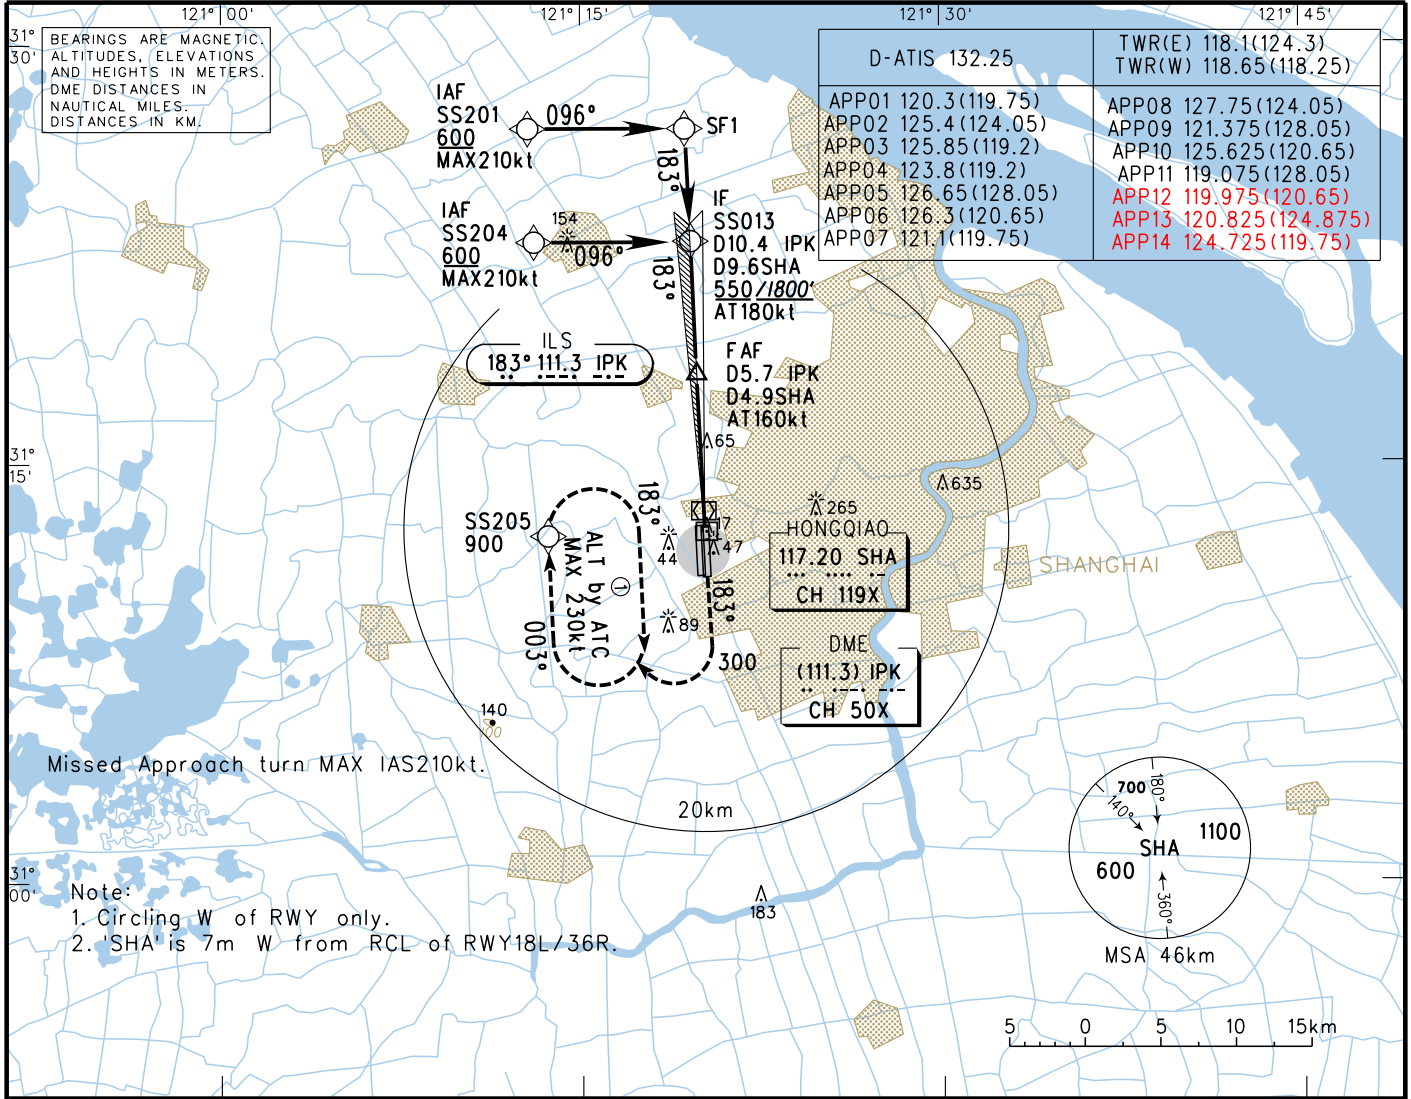 121° 00'
121° 15'
121° 30'
121° 45'
31°
30'
BEARINGS ARE MAGNETIC.
ALTITUDES, ELEVATIONS
AND HEIGHTS IN METERS.
DME DISTANCES IN
NAUTICAL MILES.
DISTANCES IN KM.
D-ATIS 132.25
TWR(E) 118.1(124.3)
TWR(W) 118.65(118.25)
APP01 120.3(119.75)
APP02 125.4(124.05)
APP03 125.85(119.2)
APP04 123.8(119.2)
APP05 126.65(128.05)
APP06 126.3(120.65)
APP07 121.1(119.75)
APP08 127.75(124.05)
APP09 121.375(128.05)
APP10 125.625(120.65)
APP11 119.075(128.05)
APP12 119.975(120.65)
APP13 120.825(124.875)
APP14 124.725(119.75)
IAF
SS201
600
MAX210kt
096°
SF1
183°
IAF
SS204
600
MAX210kt
154
096°
183°
IF
SS013
D10.4 IPK
D9.6SHA
550/1800'
AT180kt
ILS
183° 111.3 IPK
FAF
D5.7 IPK
D4.9SHA
AT160kt
65
31°
15'
635
265
SS205
900
183°
ALT by ATC
MAX 230kt
1
003°
44
17
47
183°
89
300
HONGQIAO
117.20 SHA
CH 119X
SHANGHAI
DME
(111.3) IPK
CH 50X
140
Missed Approach turn MAX IAS210kt.
20km
700
180°
140°
1100
SHA
600
360°
MSA 46km
31°
00'
Note:
1. Circling W of RWY only.
2. 'SHA' is 7m W from RCL of RWY18L/36R.
183
5 0 5 10 15km